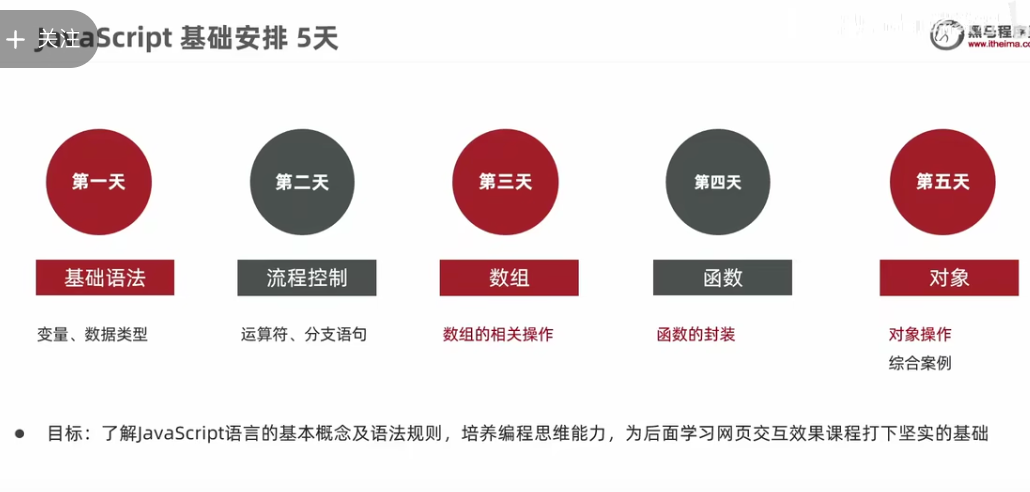 + 关注
JavaScript 基础安排 5天
www.itheima.co
第一天
第二天
第三天
第四天
第五天
基础语法
流程控制
数组
函数
对象
变量、数据类型
运算符、分支语句
数组的相关操作
函数的封装
对象操作
综合案例
● 目标：了解JavaScript语言的基本概念及语法规则，培养编程思维能力，为后面学习网页交互效果课程打下坚实的基础